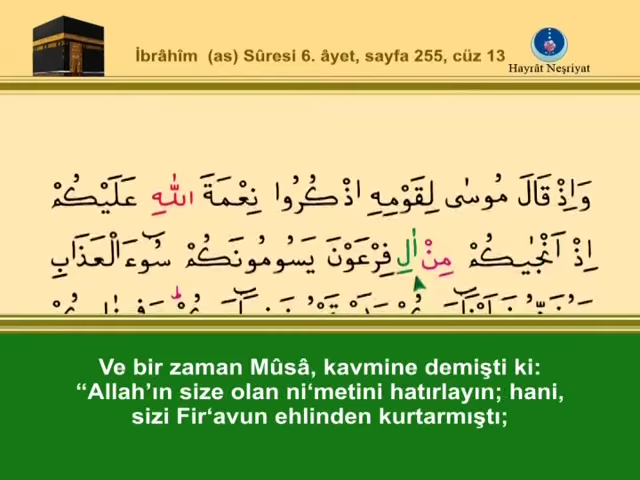 İbrâhîm (as) Sûresi 6. âyet, sayfa 255, cüz 13
Hayrât Neşriyat
وَاِذْ قَالَ مُوسٰى لِقَوْمِهِ اذْكُرُوا نِعْمَةَ اللّٰهِ عَلَيْكُمْ
اِذْ اَنْجٰيكُمْ مِنْ اٰلِ فِرْعَوْنَ يَسُومُونَكُمْ سُٓوءَ الْعَذَابِ
Ve bir zaman Mûsâ, kavmine demişti ki:
“Allah’ın size olan ni‘metini hatırlayın; hani,
sizi Fir‘avun ehlinden kurtarmıştı;